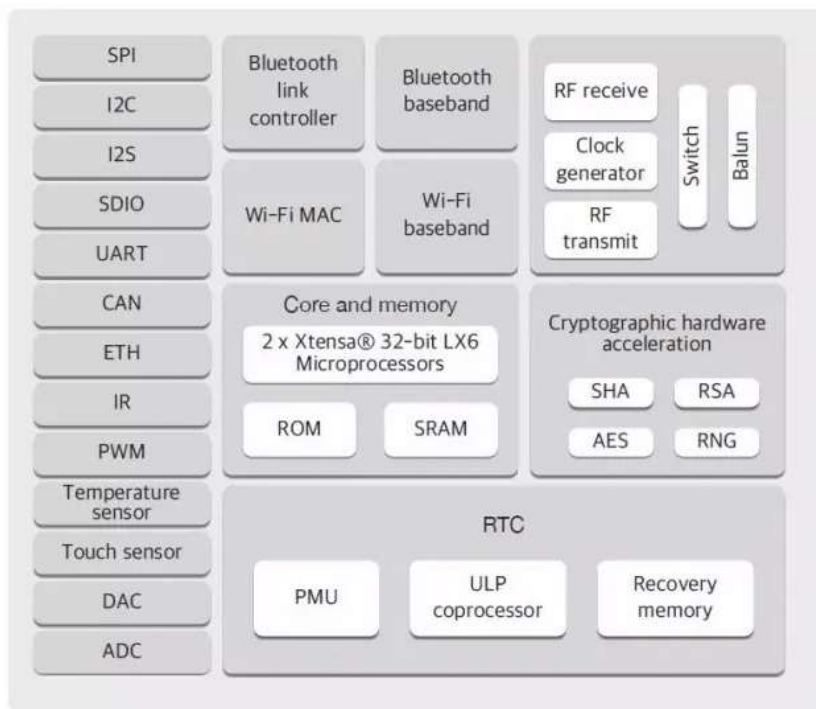 SPI
I2C
I2S
SDIO
UART
CAN
ETH
IR
PWM
Temperature
sensor
Touch sensor
DAC
ADC
Bluetooth
link
controller
Bluetooth
baseband
Wi-Fi MAC
Wi-Fi
baseband
RF receive
Clock
generator
RF
transmit
Switch
Balun
Core and memory
2 x Xtensa® 32-bit LX6
Microprocessors
ROM
SRAM
Cryptographic hardware
acceleration
SHA
RSA
AES
RNG
RTC
PMU
ULP
coprocessor
Recovery
memory